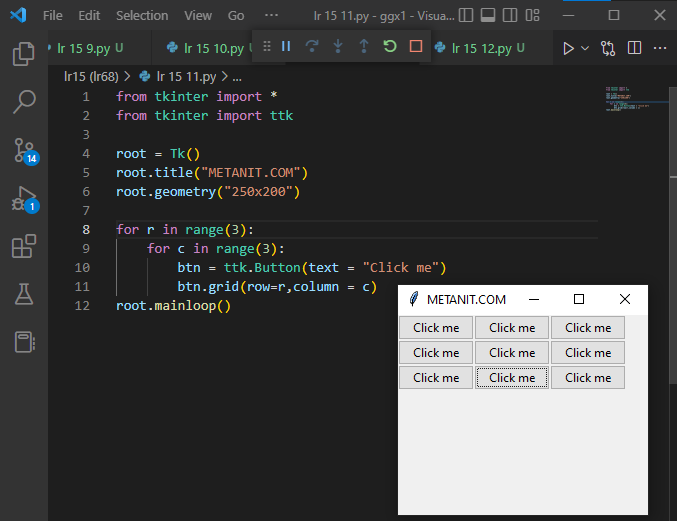 File Edit Selection View Go ··· lr 15 11.py - ggx1 - Visua...
lr 15 9.py U lr 15 10.py lr 15 12.py U
lr15 (lr68) > lr 15 11.py > ...
1 from tkinter import *
2 from tkinter import ttk
3
4 root = Tk()
5 root.title("METANIT.COM")
6 root.geometry("250x200")
7
8 for r in range(3):
9 for c in range(3):
10 btn = ttk.Button(text = "Click me")
11 btn.grid(row=r,column = c)
12 root.mainloop()
14
1
METANIT.COM
Click me Click me Click me
Click me Click me Click me
Click me Click me Click me